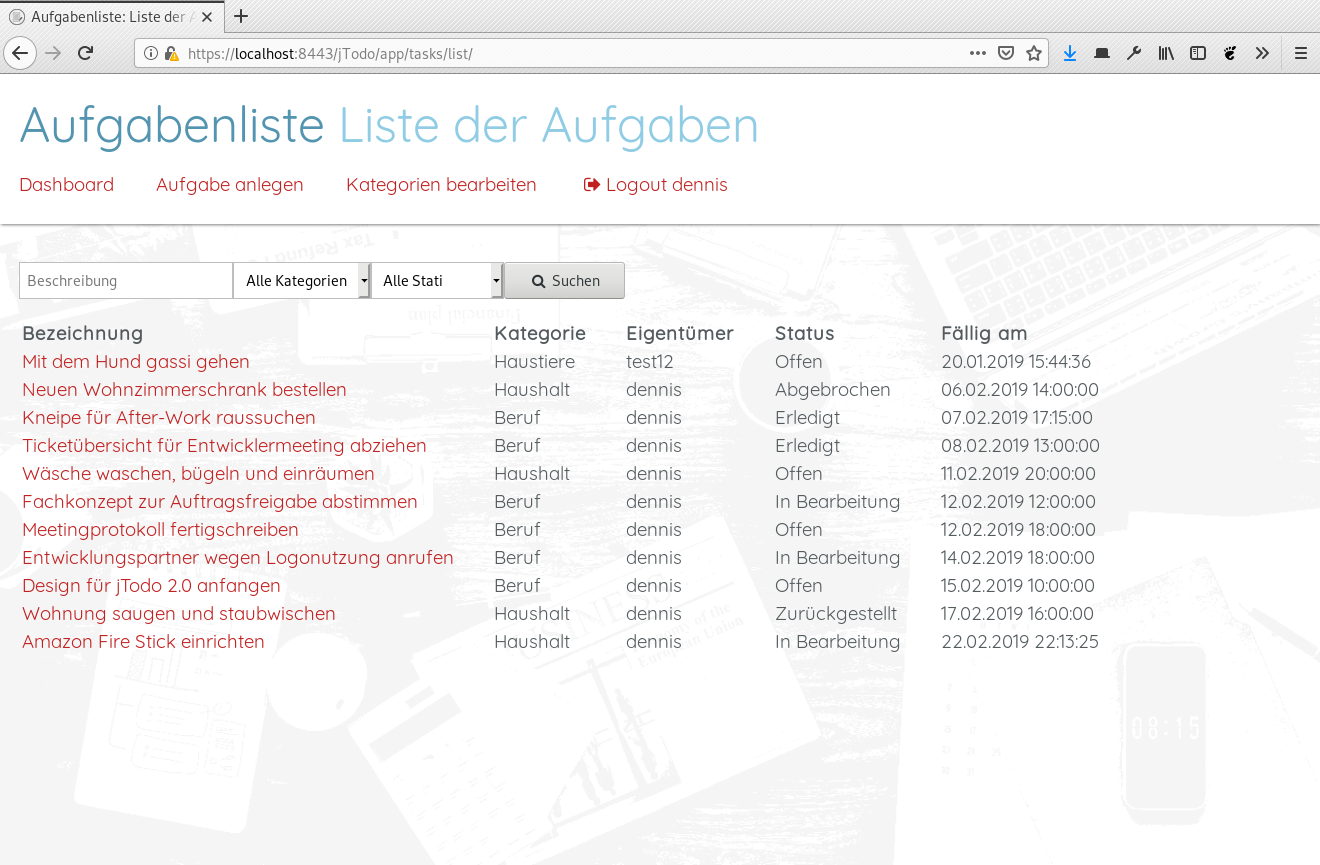 Aufgabenliste: Liste der A
https://localhost:8443/jTodo/app/tasks/list/
Aufgabenliste Liste der Aufgaben
Dashboard Aufgabe anlegen Kategorien bearbeiten Logout dennis
Beschreibung Alle Kategorien Alle Stati Suchen
Bezeichnung Kategorie Eigentümer Status Fällig am
Mit dem Hund gassi gehen Haustiere test12 Offen 20.01.2019 15:44:36
Neuen Wohnzimmerschrank bestellen Haushalt dennis Abgebrochen 06.02.2019 14:00:00
Kneipe für After-Work raussuchen Beruf dennis Erledigt 07.02.2019 17:15:00
Ticketübersicht für Entwicklermeeting abziehen Beruf dennis Erledigt 08.02.2019 13:00:00
Wäsche waschen, bügeln und einräumen Haushalt dennis Offen 11.02.2019 20:00:00
Fachkonzept zur Auftragsfreigabe abstimmen Beruf dennis In Bearbeitung 12.02.2019 12:00:00
Meetingprotokoll fertigschreiben Beruf dennis Offen 12.02.2019 18:00:00
Entwicklungspartner wegen Logonutzung anrufen Beruf dennis In Bearbeitung 14.02.2019 18:00:00
Design für jTodo 2.0 anfangen Beruf dennis Offen 15.02.2019 10:00:00
Wohnung saugen und staubwischen Haushalt dennis Zurückgestellt 17.02.2019 16:00:00
Amazon Fire Stick einrichten Haushalt dennis In Bearbeitung 22.02.2019 22:13:25
Tax Refund
Financial plan
European Union
08:15